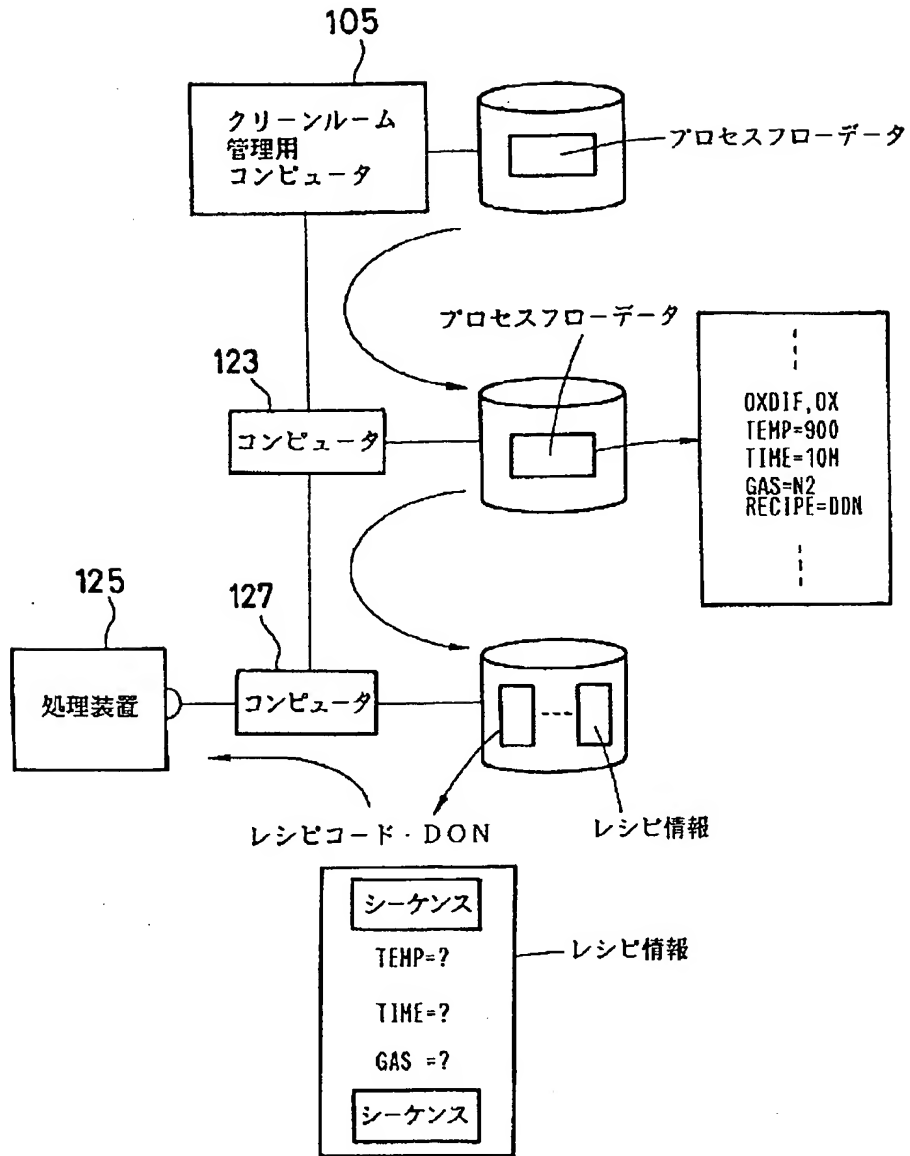 105
クリーンルーム
管理用
コンピュータ
プロセスフローデータ
プロセスフローデータ
123
コンピュータ
OXDIF,OX
TEMP=900
TIME=10M
GAS=N2
RECIPE=DDN
125
処理装置
127
コンピュータ
レシピコード・DON
レシピ情報
シーケンス
TEMP=?
TIME=?
GAS =?
シーケンス
レシピ情報